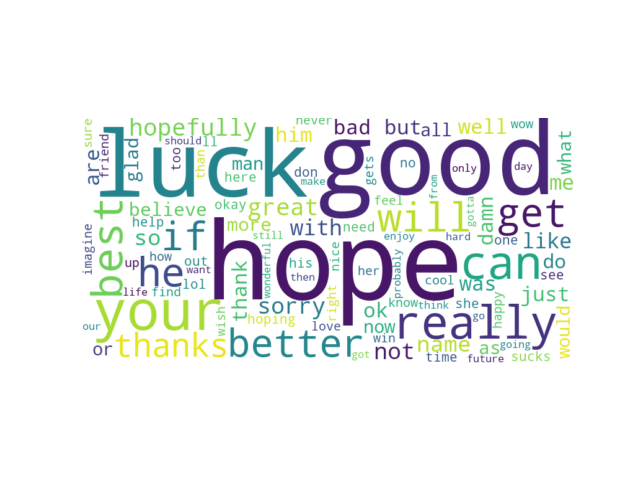 hope
good
luck
your
can
really
will
get
best
if
he
better
thanks
hopefully
sorry
great
thank
him
bad
but
all
well
wow
me
what
like
do
see
just
would
was
damn
one
so
believe
more
with
are
or
glad
sure
friend
too
should
ll
than
man
here
don
make
never
okay
help
up
how
out
want
lol
life
find
imagine
our
wish
hoping
still
wonderful
his
then
nice
need
feel
gets
no
only
day
from
gotta
enjoy
hard
her
probably
cool
she
know
think
go
happy
ok
now
right
love
win
got
not
name
as
time
future
going
sucks